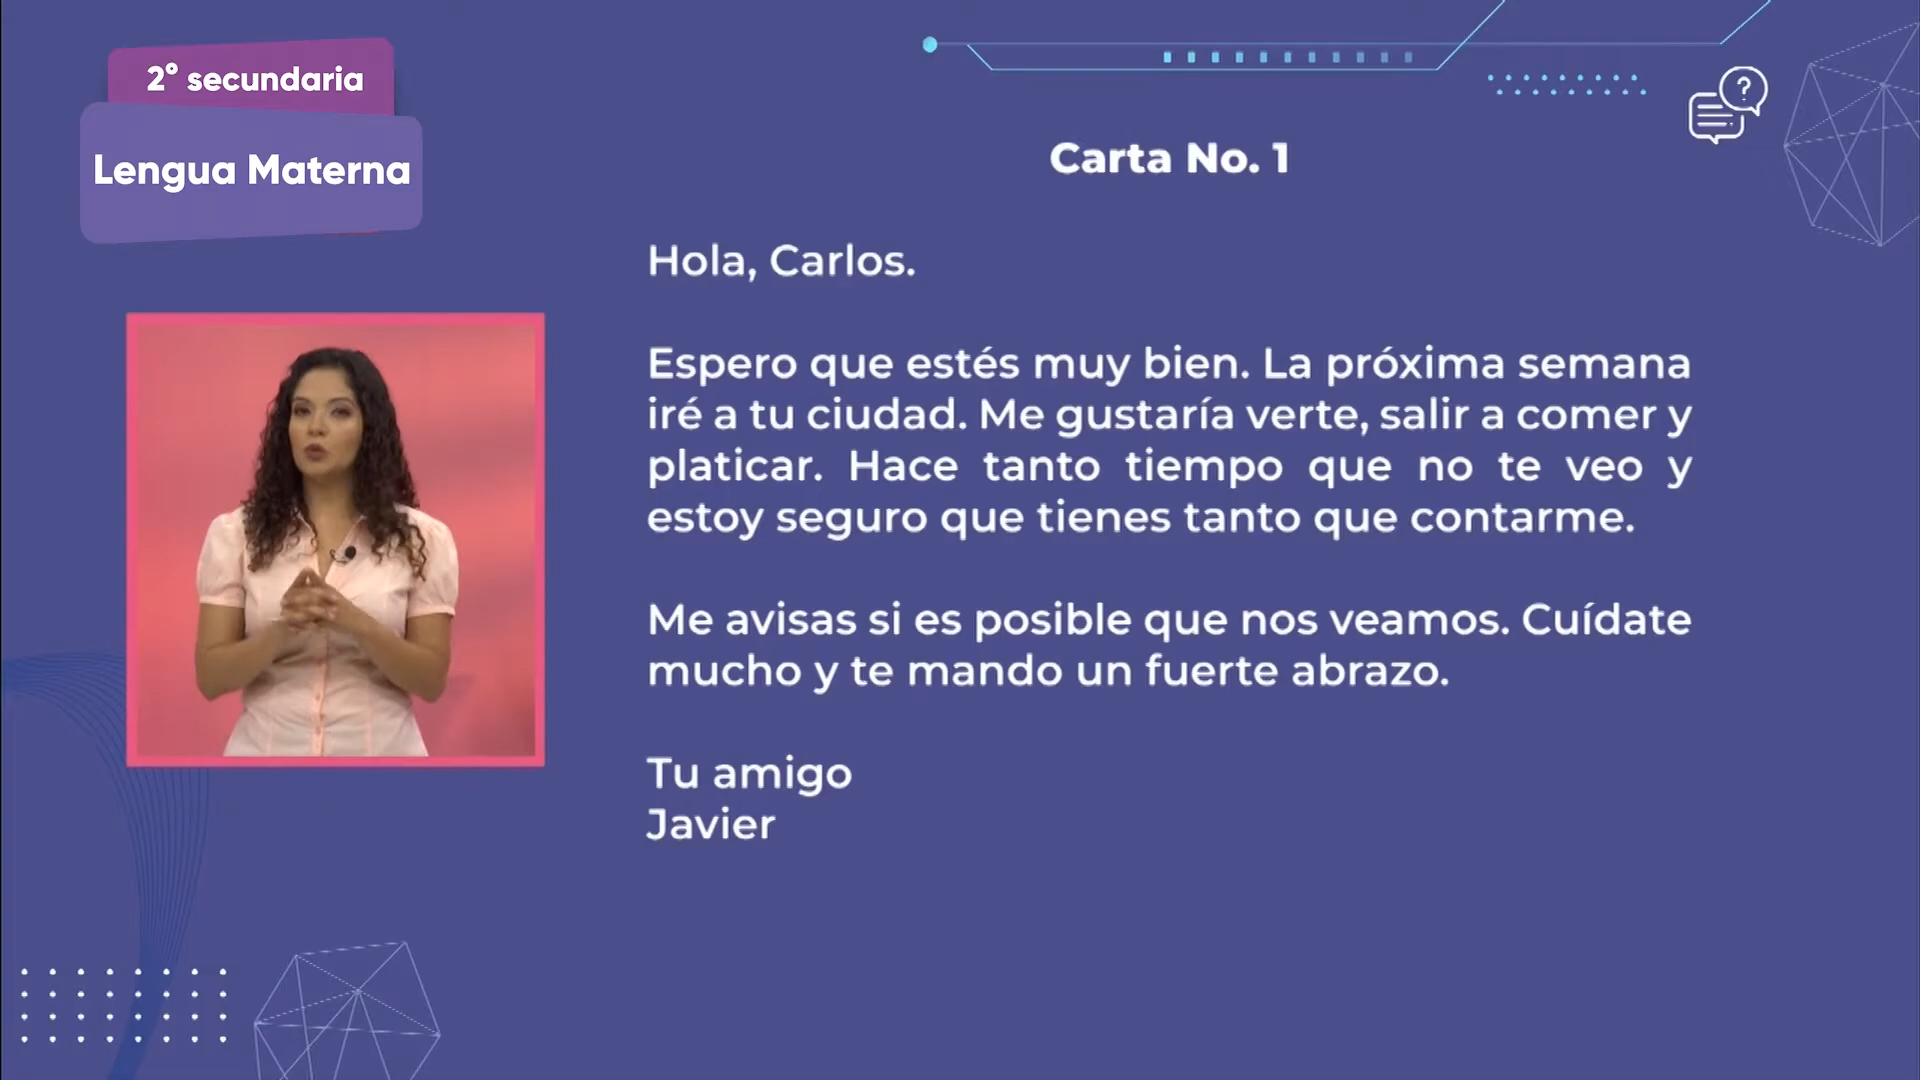 2° secundaria
Lengua Materna
Carta No. 1
Hola, Carlos.
Espero que estés muy bien. La próxima semana
iré a tu ciudad. Me gustaría verte, salir a comer y
platicar. Hace tanto tiempo que no te veo y
estoy seguro que tienes tanto que contarme.
Me avisas si es posible que nos veamos. Cuídate
mucho y te mando un fuerte abrazo.
Tu amigo
Javier